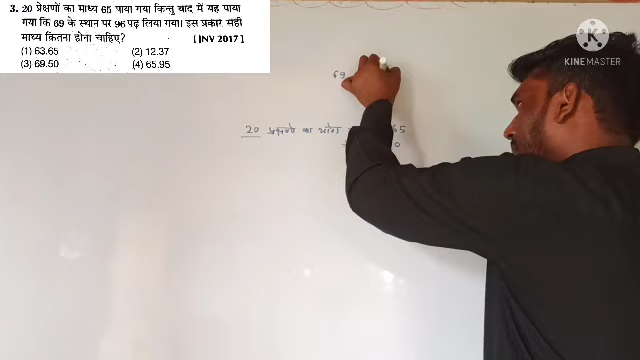 3. 20 प्रेक्षणों का माध्य 65 पाया गया किन्तु बाद में यह पाया
गया कि 69 के स्थान पर 96 पढ़ लिया गया। इस प्रकार सही
माध्य कितना होना चाहिए? [JNV 2017]
(1) 63.65 (2) 12.37
(3) 69.50 (4) 65.95
KINEMASTER
69
20 प्रेक्षणों का योग 65
0